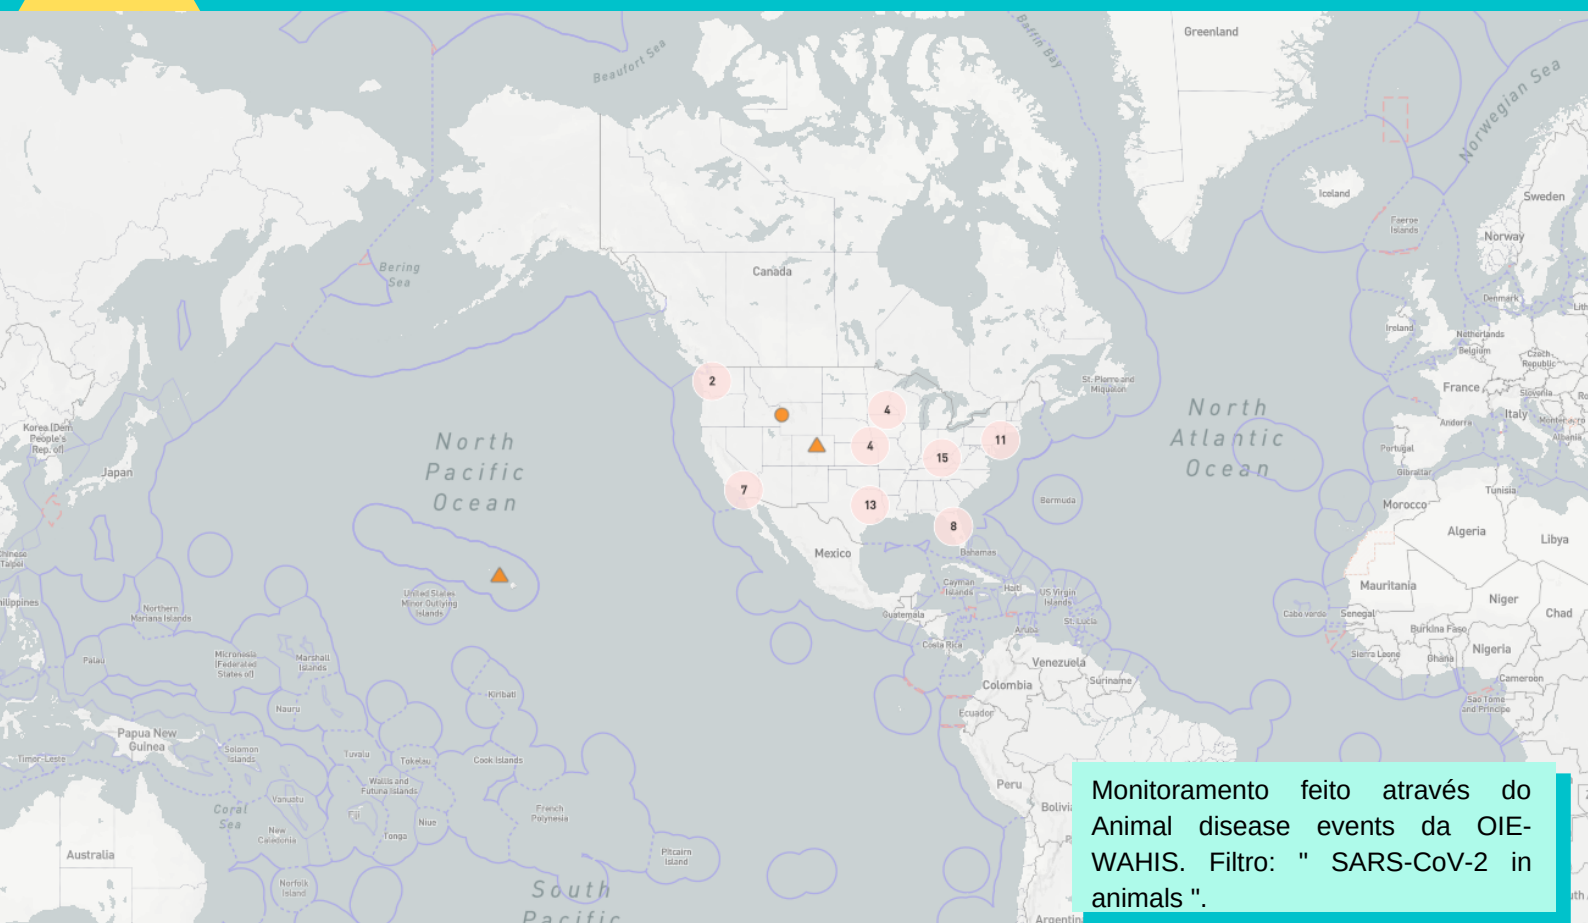 Greenland
Beaufort Sea
Baffin Bay
Norwegian Sea
Iceland
Sweden
Faeroe
Islands
Norway
Bering
Sea
Canada
Denmark
Ireland
Netherlands
Belgium
Czech
Republic
St. Pierre and
Miquelon
2
4
France
Slovenia
Italy
North
Atlantic
Ocean
Andorra
Albania
Korea (Dem
People's
Rep. of)
Japan
North
Pacific
Ocean
4
15
11
Portugal
Gibraltar
7
13
8
Bermuda
Tunisia
Morocco
Algeria
Libya
Chinese
Taipei
Mexico
Bahamas
Cayman
Islands
Haiti
US Virgin
Islands
Mauritania
Niger
Chad
United States
Minor Outlying
Islands
Northern
Mariana Islands
Guatemala
Aruba
St. Lucia
Cabo verde
Senegal
Burkina Faso
Costa Rica
Sierra Leone
Ghana
Nigeria
Palau
Micronesia
(Federated
States of)
Marshall
Islands
Venezuela
Colombia
Suriname
Cameroon
Kiribati
Nauru
Ecuador
Sao Tome
and Principe
Papua New
Guinea
Solomon
Islands
Timor-Leste
Tuvalu
Tokelau
Cook Islands
Wallis and
Futuna Islands
Peru
Vanuatu
Coral
Sea
Fiji
French
Polynesia
New
Caledonia
Tonga
Niue
Australia
Pitcairn
Island
Norfolk
Island
South
Pacific
Monitoramento feito através do
Animal disease events da OIE-
WAHIS. Filtro: " SARS-CoV-2 in
animals ".